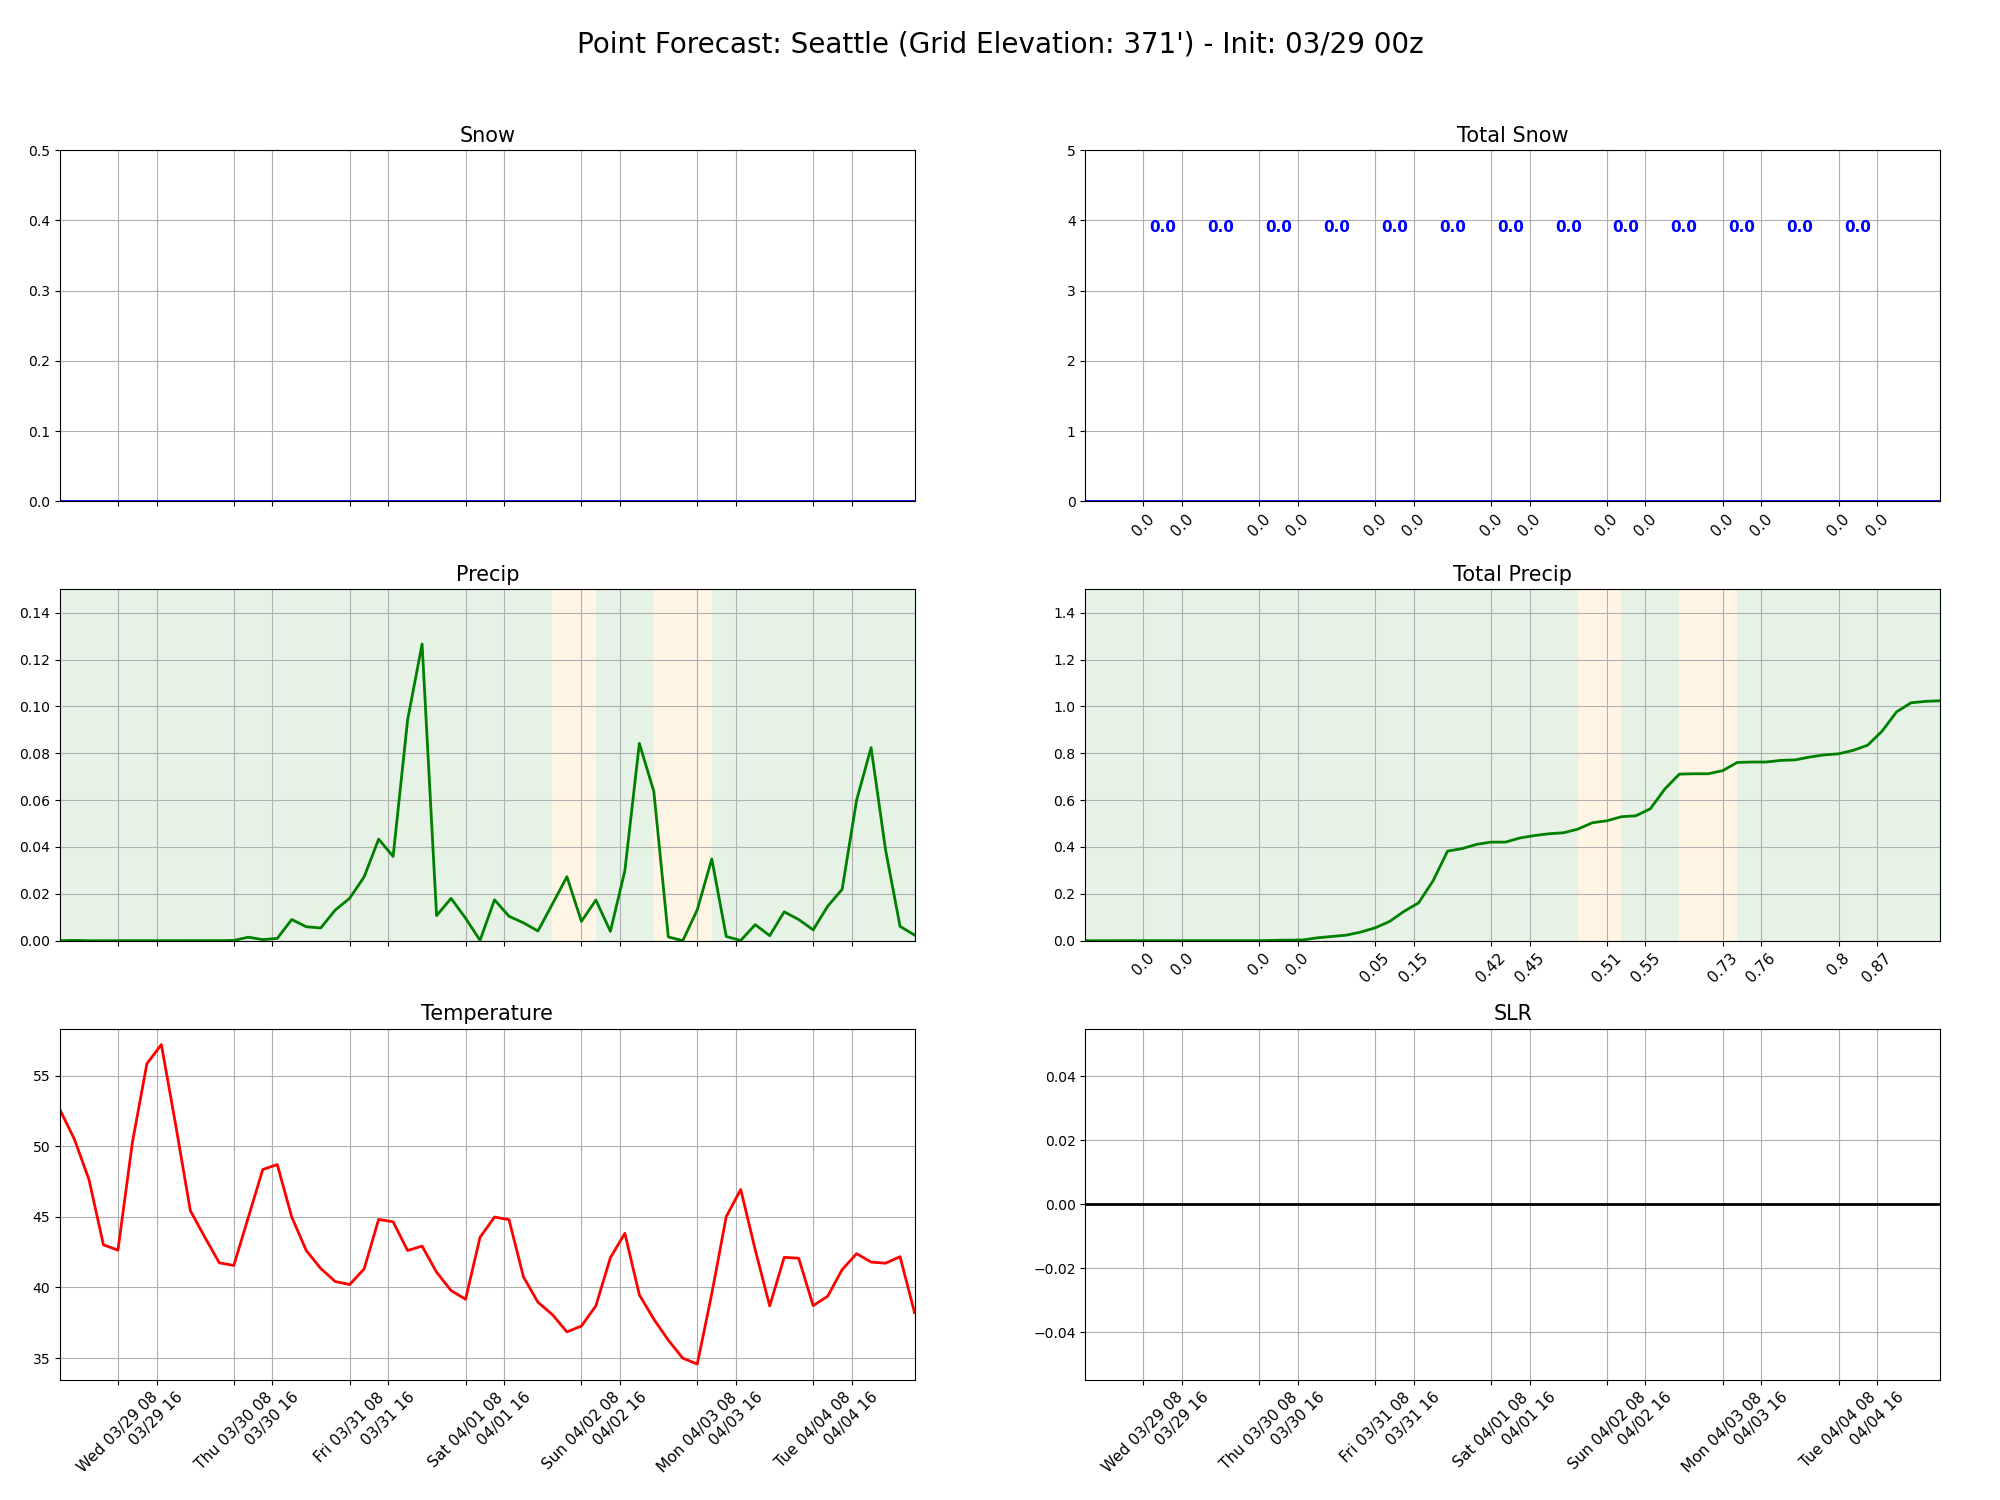 Point Forecast: Seattle (Grid Elevation: 371') - Init: 03/29 00z
Snow
0.5
0.4
0.3
0.2
0.1
0.0
Total Snow
5
4
3
2
1
0
0.0 0.0 0.0 0.0 0.0 0.0 0.0 0.0 0.0 0.0 0.0 0.0 0.0
0.0 0.0 0.0 0.0 0.0 0.0 0.0 0.0 0.0 0.0 0.0 0.0 0.0 0.0
Precip
0.14
0.12
0.10
0.08
0.06
0.04
0.02
0.00
Total Precip
1.4
1.2
1.0
0.8
0.6
0.4
0.2
0.0
0.0 0.0 0.0 0.0 0.05 0.15 0.42 0.45 0.51 0.55 0.73 0.76 0.8 0.87
Temperature
55
50
45
40
35
Wed 03/29 08
03/29 16
Thu 03/30 08
03/30 16
Fri 03/31 08
03/31 16
Sat 04/01 08
04/01 16
Sun 04/02 08
04/02 16
Mon 04/03 08
04/03 16
Tue 04/04 08
04/04 16
SLR
0.04
0.02
0.00
−0.02
−0.04
Wed 03/29 08
03/29 16
Thu 03/30 08
03/30 16
Fri 03/31 08
03/31 16
Sat 04/01 08
04/01 16
Sun 04/02 08
04/02 16
Mon 04/03 08
04/03 16
Tue 04/04 08
04/04 16